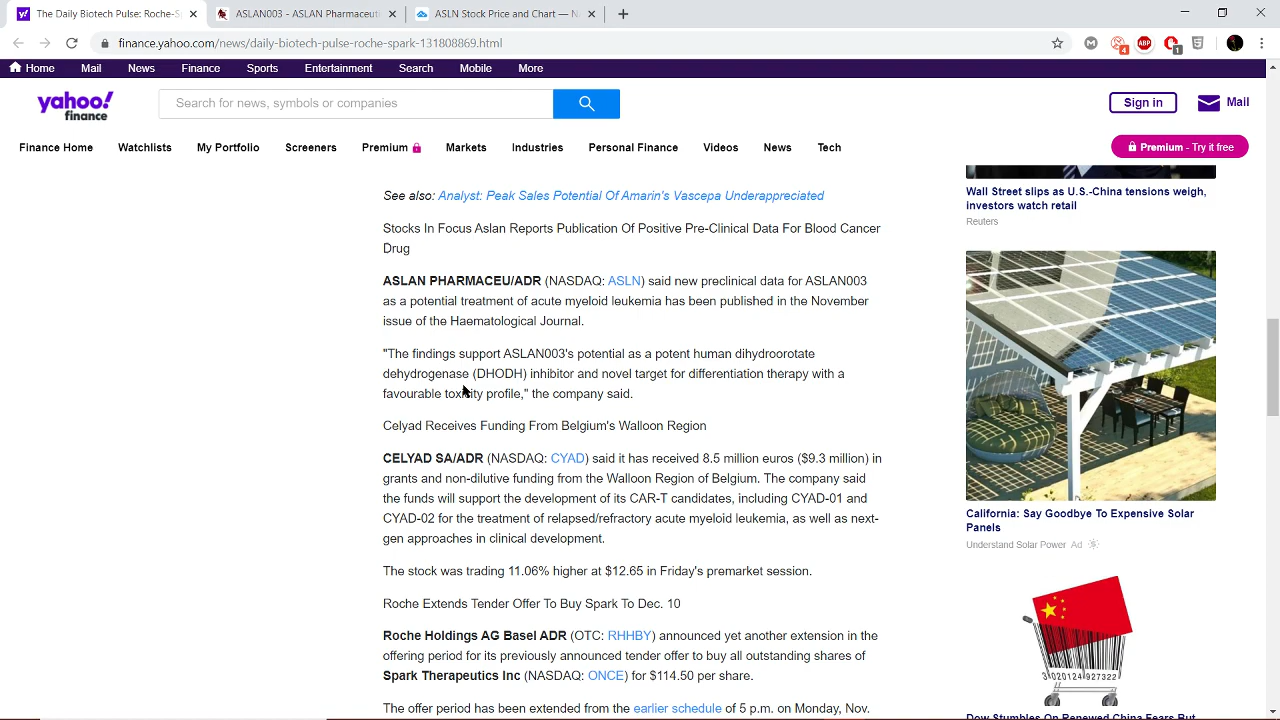 The Daily Biotech Pulse: Roche-S
ASLAN003 - ASLAN Pharmaceut
ASLN Stock Price and Chart — N
finance.yahoo.com/news/daily-biotech-pulse-roche-spark-131808868.html
4
ABP
1
Home Mail News Finance Sports Entertainment Search Mobile More
yahoo!
finance
Search for news, symbols or companies
Sign in
Mail
Finance Home Watchlists My Portfolio Screeners Premium Markets Industries Personal Finance Videos News Tech
Premium - Try it free
See also: Analyst: Peak Sales Potential Of Amarin's Vascepa Underappreciated
Stocks In Focus Aslan Reports Publication Of Positive Pre-Clinical Data For Blood Cancer
Drug
ASLAN PHARMACEU/ADR (NASDAQ: ASLN) said new preclinical data for ASLAN003
as a potential treatment of acute myeloid leukemia has been published in the November
issue of the Haematological Journal.
"The findings support ASLAN003's potential as a potent human dihydroorotate
dehydrogenase (DHODH) inhibitor and novel target for differentiation therapy with a
favourable toxicity profile," the company said.
Celyad Receives Funding From Belgium's Walloon Region
CELYAD SA/ADR (NASDAQ: CYAD) said it has received 8.5 million euros ($9.3 million) in
grants and non-dilutive funding from the Walloon Region of Belgium. The company said
the funds will support the development of its CAR-T candidates, including CYAD-01 and
CYAD-02 for the treatment of relapsed/refractory acute myeloid leukemia, as well as next-
gen approaches in clinical development.
The stock was trading 11.06% higher at $12.65 in Friday's premarket session.
Roche Extends Tender Offer To Buy Spark To Dec. 10
Roche Holdings AG Basel ADR (OTC: RHHBY) announced yet another extension in the
offering period for its previously announced tender offer to buy all outstanding shares of
Spark Therapeutics Inc (NASDAQ: ONCE) for $114.50 per share.
The offer period has been extended from the earlier schedule of 5 p.m. on Monday, Nov.
Wall Street slips as U.S.-China tensions weigh,
investors watch retail
Reuters
California: Say Goodbye To Expensive Solar
Panels
Understand Solar Power Ad
3 020124 927322
Dow Stumbles On Renewed China Fears But